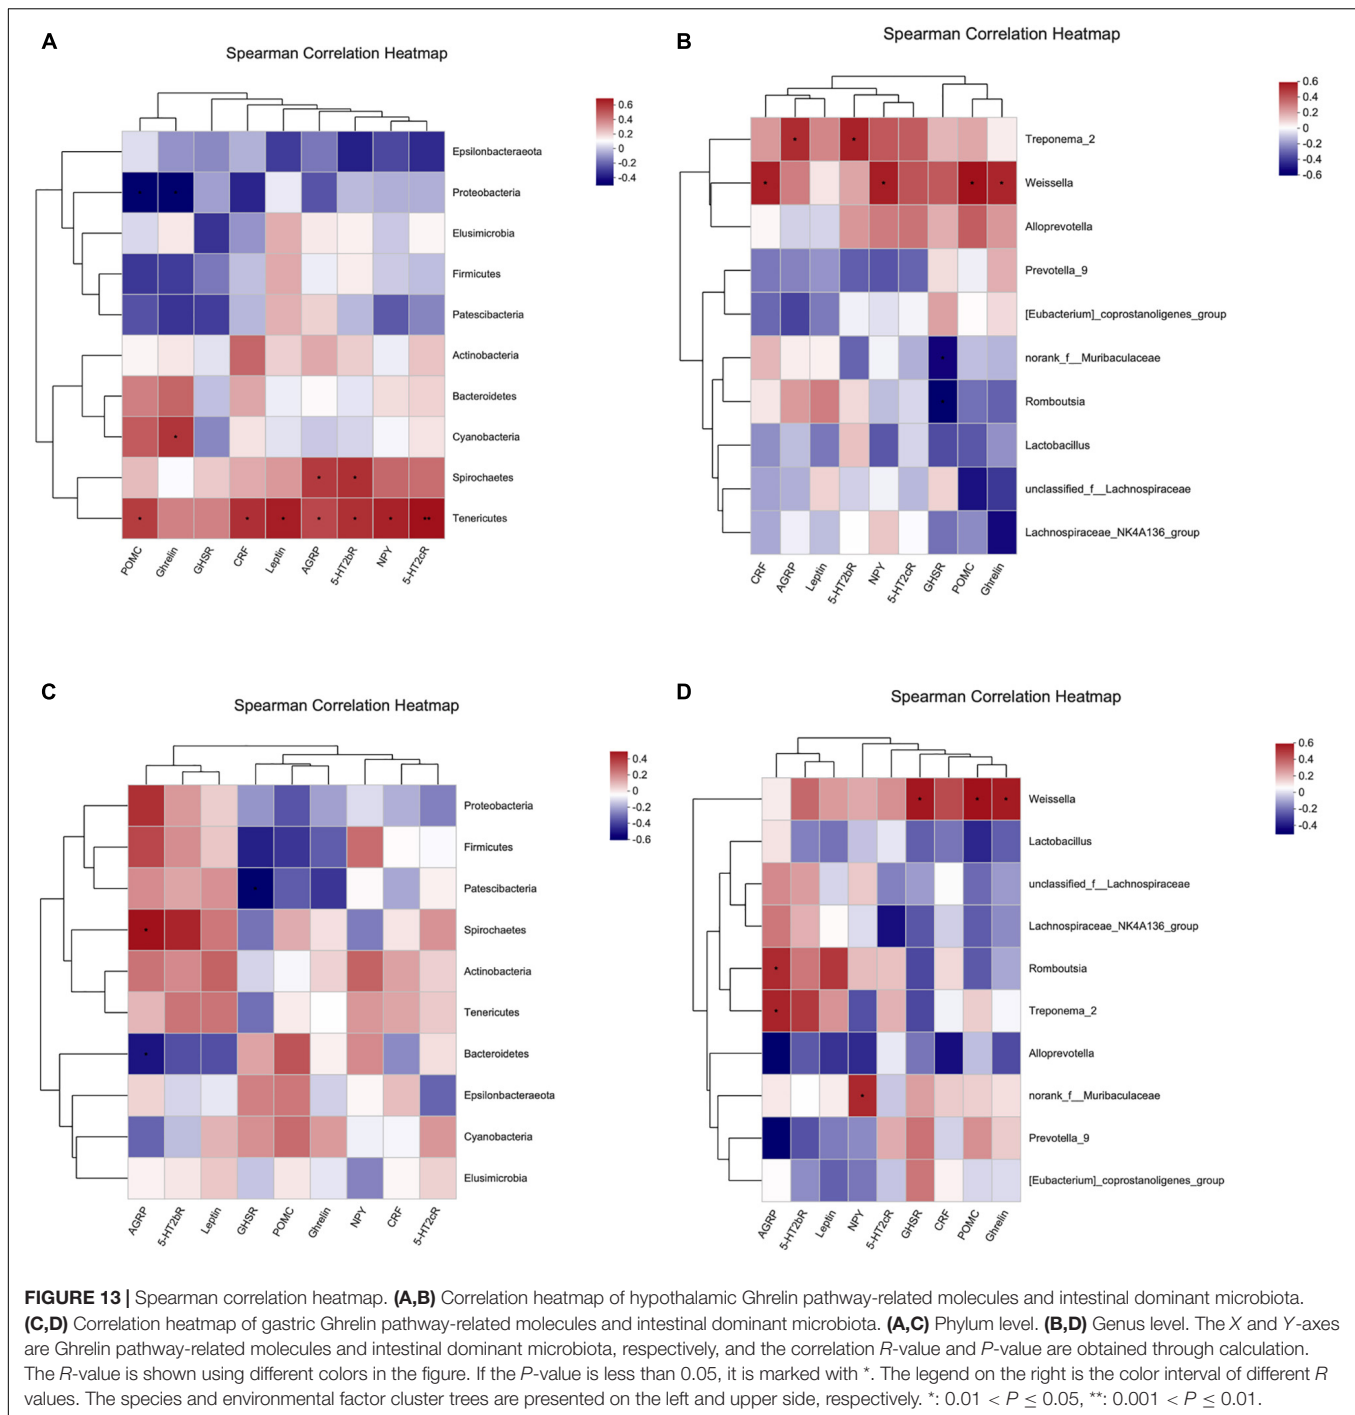 A
Spearman Correlation Heatmap
0.6
0.4
0.2
0
-0.2
-0.4
Epsilonbacteraeota
Proteobacteria
Elusimicrobia
Firmicutes
Patescibacteria
Actinobacteria
Bacteroidetes
Cyanobacteria
*
Spirochaetes
* *
Tenericutes
* * * * * * **
POMC Ghrelin GHSR CRF Leptin AGRP 5-HT2bR NPY 5-HT2cR
B
Spearman Correlation Heatmap
0.6
0.4
0.2
0
-0.2
-0.4
-0.6
Treponema_2
* *
Weissella
* * * *
Alloprevotella
Prevotella_9
[Eubacterium]_coprostanoligenes_group
norank_f__Muribaculaceae
*
Romboutsia
*
Lactobacillus
unclassified_f__Lachnospiraceae
Lachnospiraceae_NK4A136_group
CRF AGRP Leptin 5-HT2bR NPY 5-HT2cR GHSR POMC Ghrelin
C
Spearman Correlation Heatmap
0.4
0.2
0
-0.2
-0.4
-0.6
Proteobacteria
Firmicutes
Patescibacteria
Spirochaetes
*
Actinobacteria
Tenericutes
Bacteroidetes
*
Epsilonbacteraeota
Cyanobacteria
Elusimicrobia
AGRP 5-HT2bR Leptin GHSR POMC Ghrelin NPY CRF 5-HT2cR
D
Spearman Correlation Heatmap
0.6
0.4
0.2
0
-0.2
-0.4
Weissella
* * *
Lactobacillus
unclassified_f__Lachnospiraceae
Lachnospiraceae_NK4A136_group
Romboutsia
*
Treponema_2
*
Alloprevotella
norank_f__Muribaculaceae
*
Prevotella_9
[Eubacterium]_coprostanoligenes_group
AGRP 5-HT2bR Leptin NPY 5-HT2cR GHSR CRF POMC Ghrelin
FIGURE 13 | Spearman correlation heatmap. (A,B) Correlation heatmap of hypothalamic Ghrelin pathway-related molecules and intestinal dominant microbiota.
(C,D) Correlation heatmap of gastric Ghrelin pathway-related molecules and intestinal dominant microbiota. (A,C) Phylum level. (B,D) Genus level. The X and Y-axes
are Ghrelin pathway-related molecules and intestinal dominant microbiota, respectively, and the correlation R-value and P-value are obtained through calculation.
The R-value is shown using different colors in the figure. If the P-value is less than 0.05, it is marked with *. The legend on the right is the color interval of different R
values. The species and environmental factor cluster trees are presented on the left and upper side, respectively. *: 0.01 < P ≤ 0.05, **: 0.001 < P ≤ 0.01.